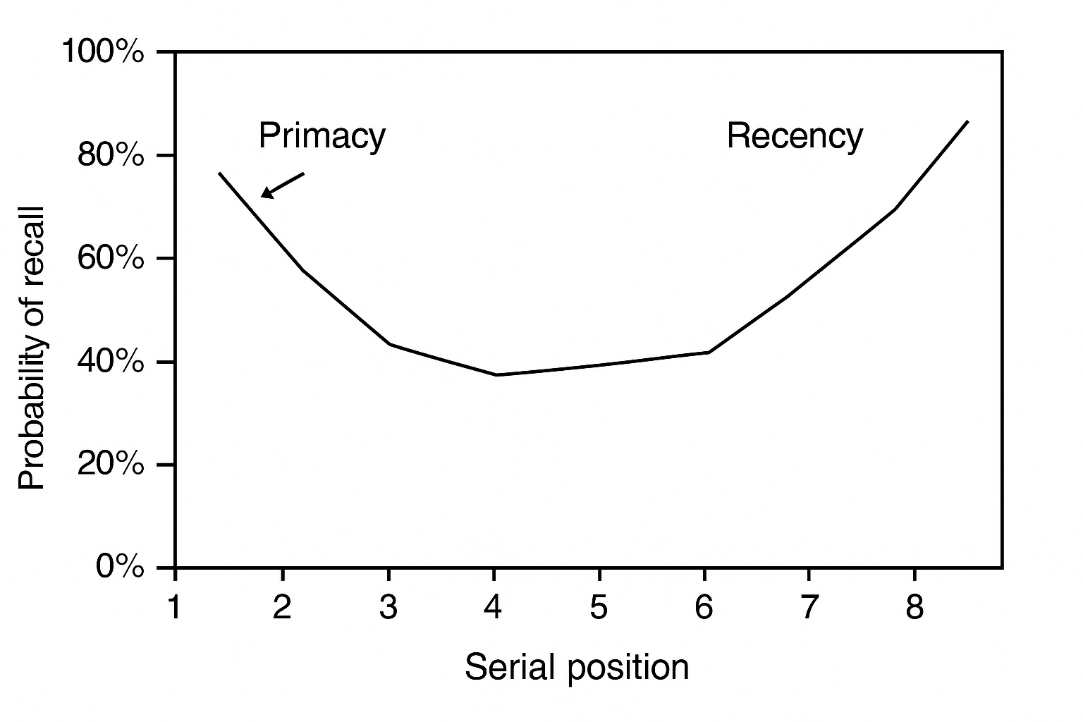 100%
Primacy
Recency
80%
60%
40%
20%
0%
Probability of recall
1 2 3 4 5 6 7 8
Serial position